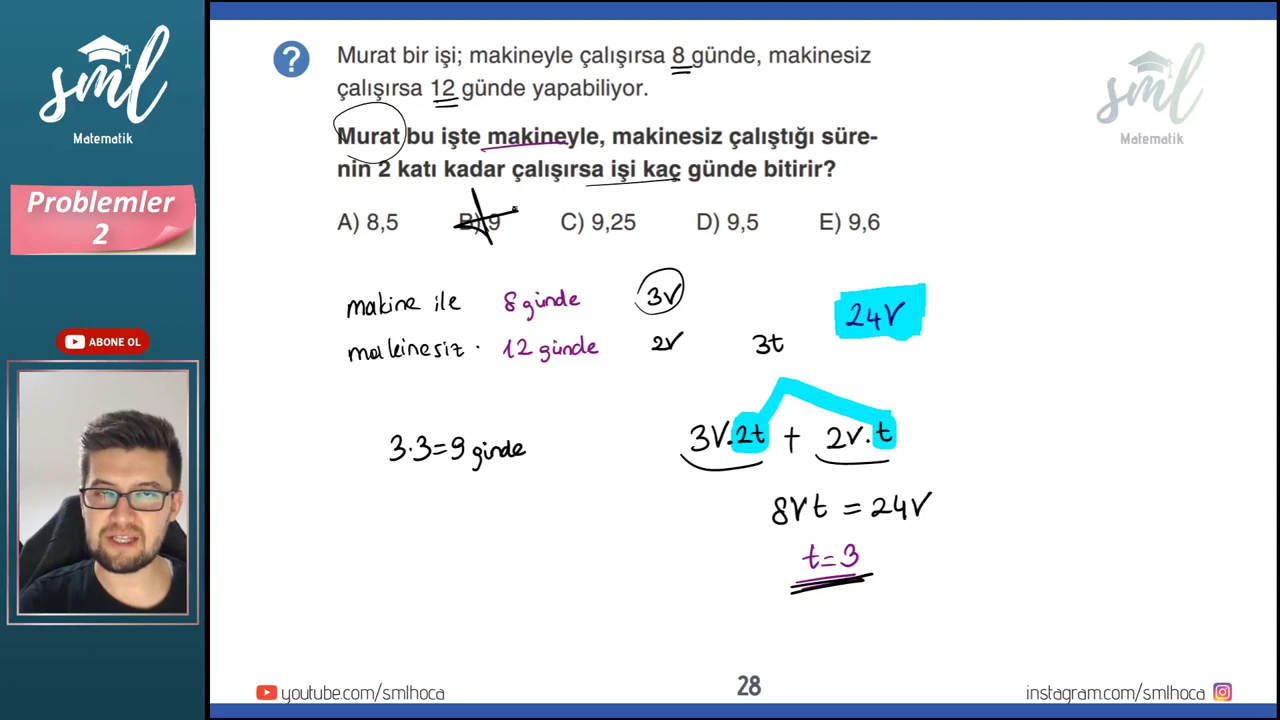 sml
Matematik
Problemler
2
ABONE OL
? Murat bir işi; makineyle çalışırsa 8 günde, makinesiz
çalışırsa 12 günde yapabiliyor.
Murat bu işte makineyle, makinesiz çalıştığı süre-
nin 2 katı kadar çalışırsa işi kaç günde bitirir?
A) 8,5 B) 9 C) 9,25 D) 9,5 E) 9,6
sml
Matematik
makine ile 8 günde 3V 24V
makinesiz 12 günde 2V 3t
3V.2t + 2V.t
3.3=9 günde
8Vt = 24V
t=3
youtube.com/smlhoca
28
instagram.com/smlhoca